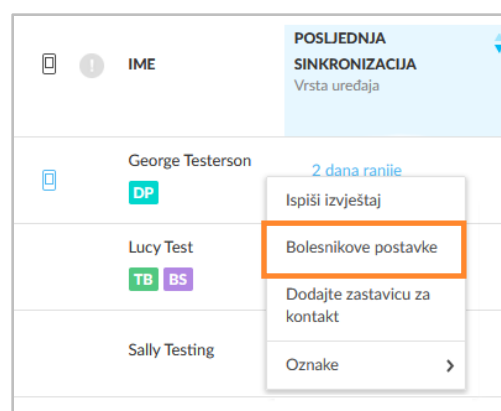 !
IME
POSLJEDNJA
SINKRONIZACIJA
Vrsta uređaja
George Testerson
DP
2 dana ranije
Ispiši izvještaj
Lucy Test
TB BS
Bolesnikove postavke
Dodajte zastavicu za
kontakt
Sally Testing
Oznake